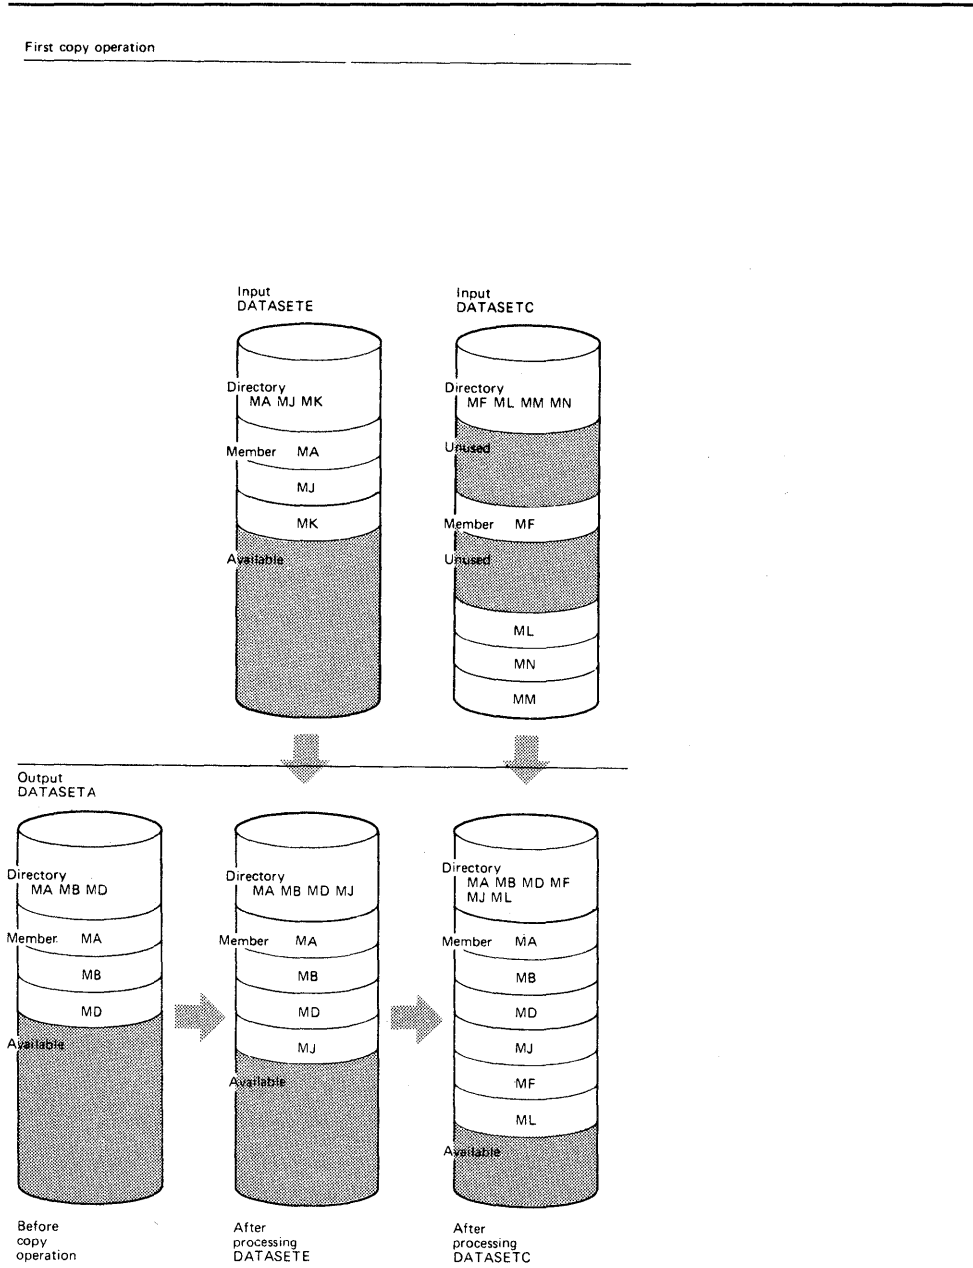 First copy operation
Input
DATASETE
Directory
MA MJ MK
Member MA
MJ
MK
Available
Input
DATASETC
Directory
MF ML MM MN
Unused
Member MF
Unused
ML
MN
MM
Output
DATASETA
Directory
MA MB MD
Member MA
MB
MD
Available
Before
copy
operation
Directory
MA MB MD MJ
Member MA
MB
MD
MJ
Available
After
processing
DATASETE
Directory
MA MB MD MF
MJ ML
Member MA
MB
MD
MJ
MF
ML
Available
After
processing
DATASETC